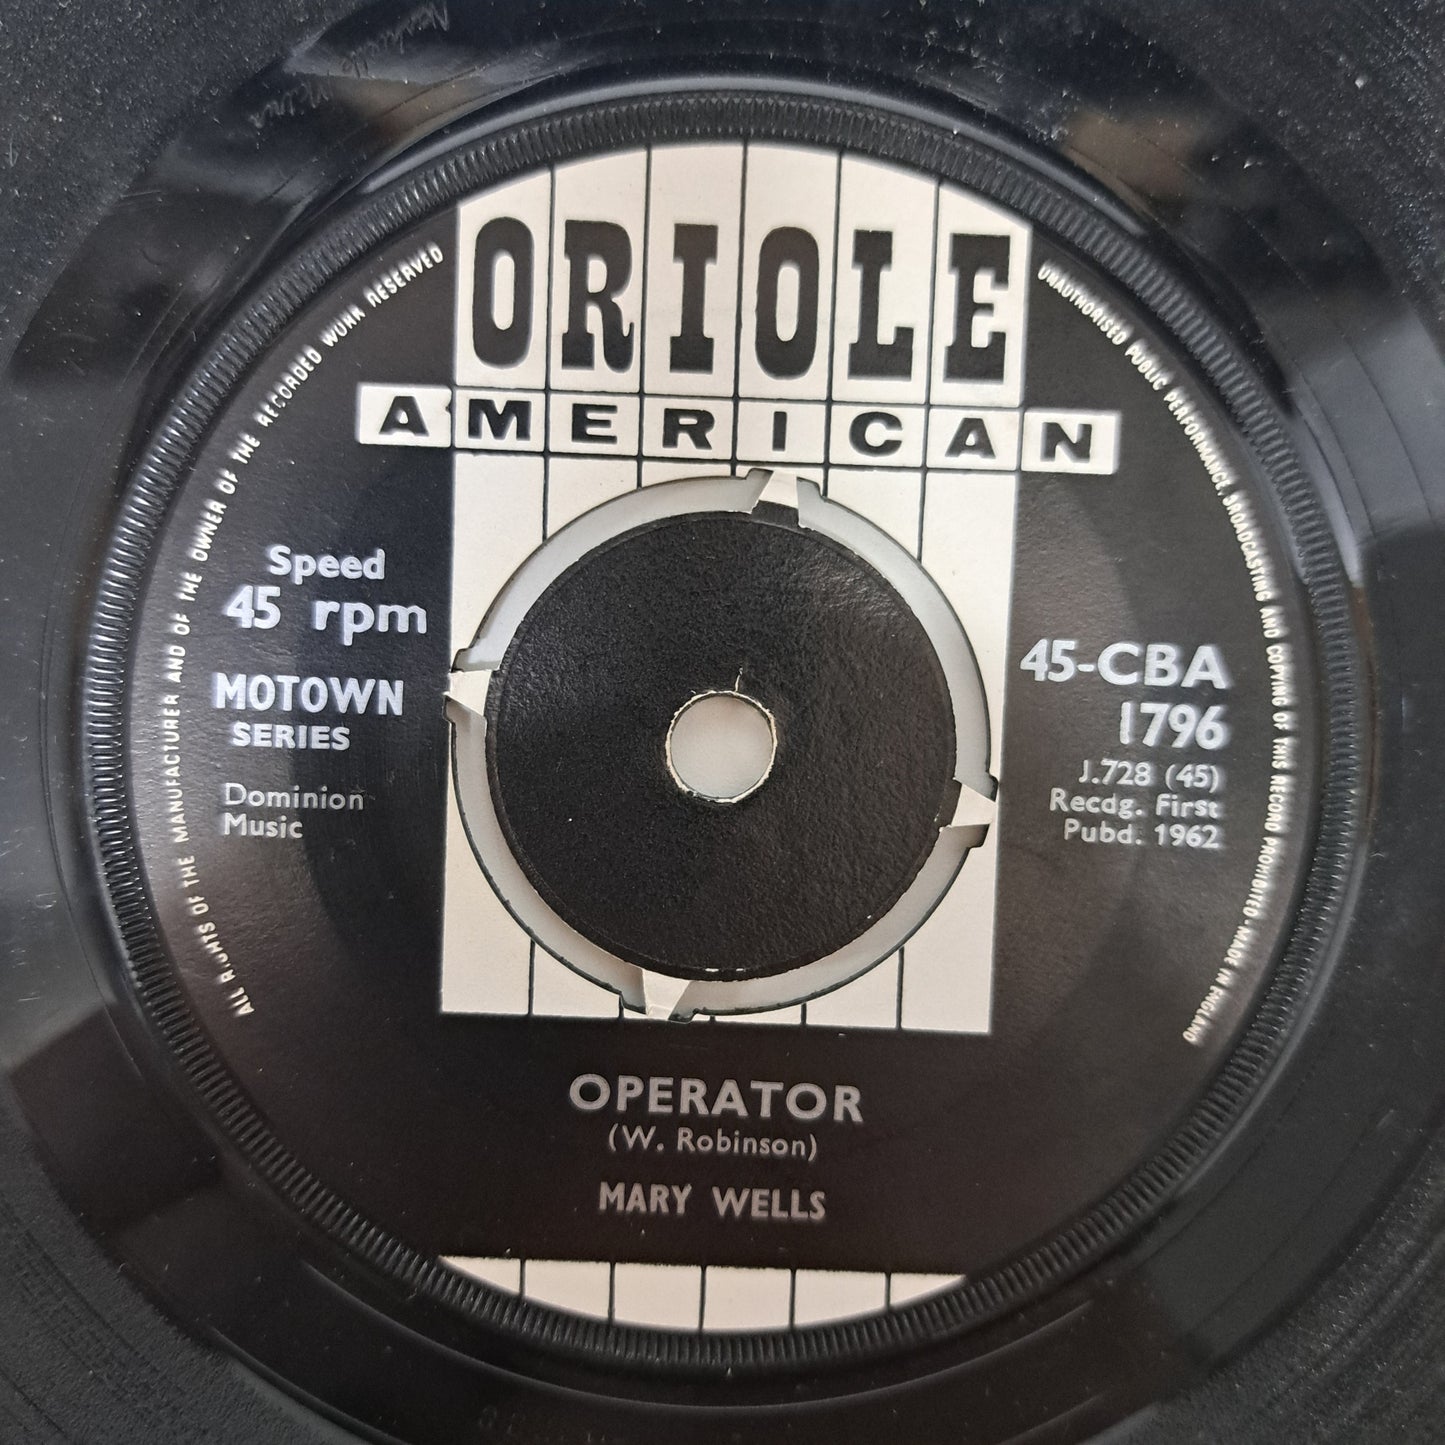 ORIOLE
AMERICAN
Speed
45 rpm
MOTOWN
SERIES
Dominion
Music
45-CBA
1796
J.728 (45)
Recdg. First
Pubd. 1962
OPERATOR
(W. Robinson)
MARY WELLS
ALL RIGHTS OF THE MANUFACTURER AND OF THE OWNER OF THE RECORDED WORK RESERVED
UNAUTHORISED PUBLIC PERFORMANCE, BROADCASTING AND COPYING OF THIS RECORD PROHIBITED · MADE IN ENGLAND